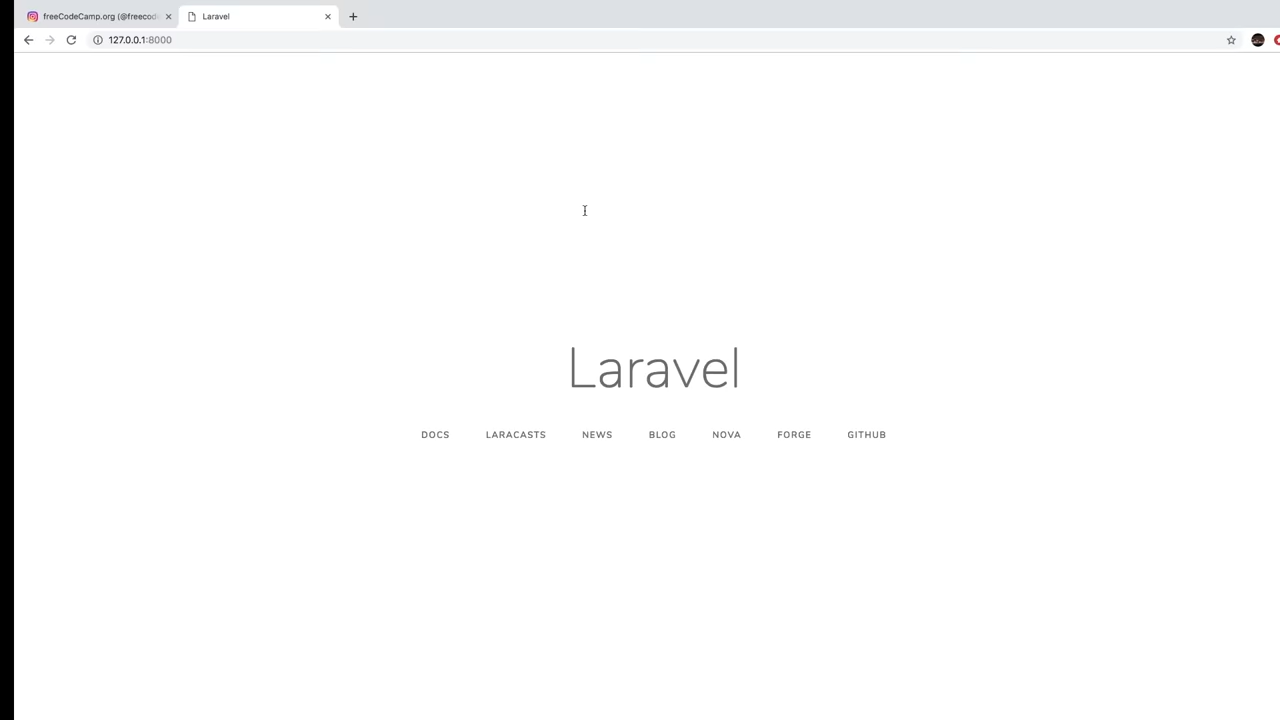 freeCodeCamp.org (@freecod
Laravel
127.0.0.1:8000
Laravel
DOCS LARACASTS NEWS BLOG NOVA FORGE GITHUB